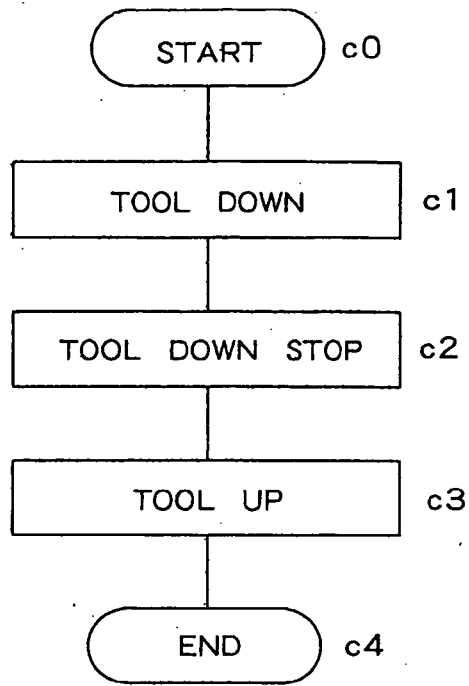 START c0
TOOL DOWN c1
TOOL DOWN STOP c2
TOOL UP c3
END c4